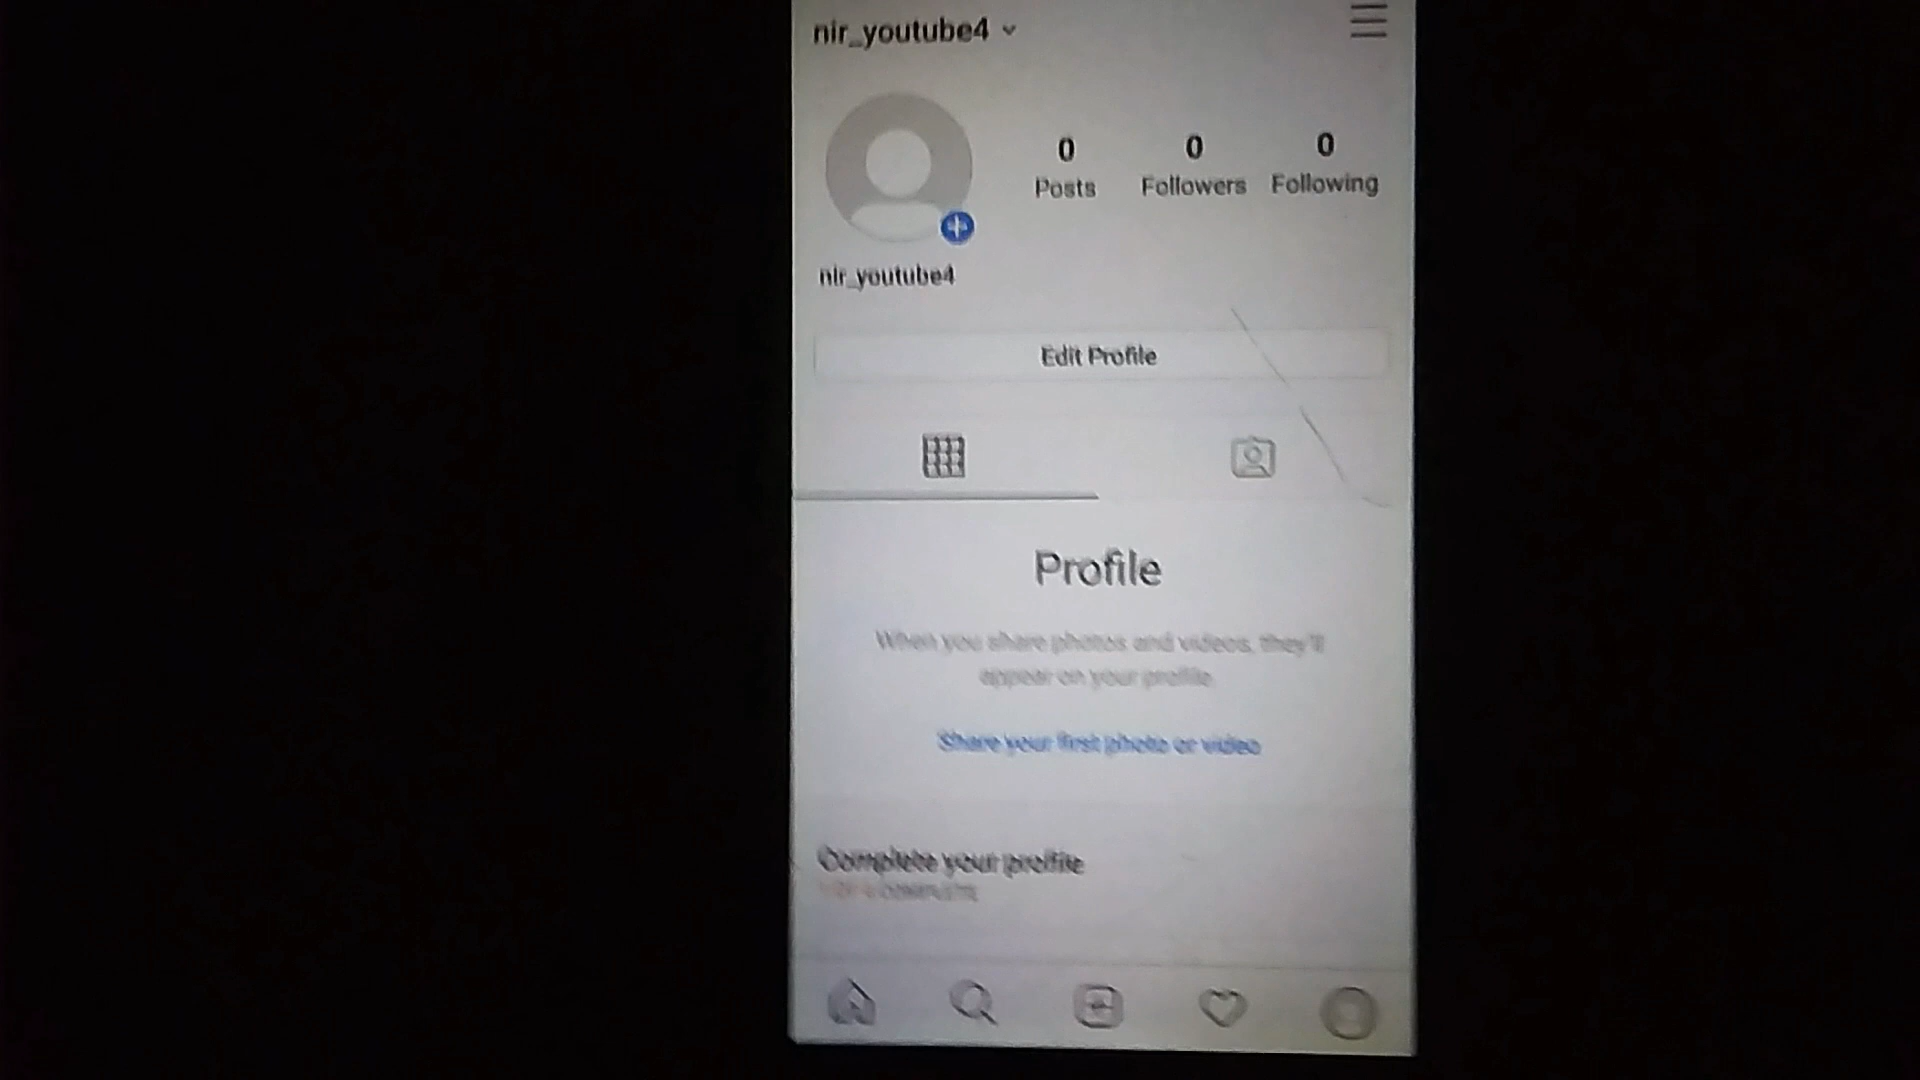 nir_youtube4
0 0 0
Posts Followers Following
nir_youtube4
Edit Profile
Profile
When you share photos and videos, they'll
appear on your profile.
Share your first photo or video
Complete your profile
COMPLETE